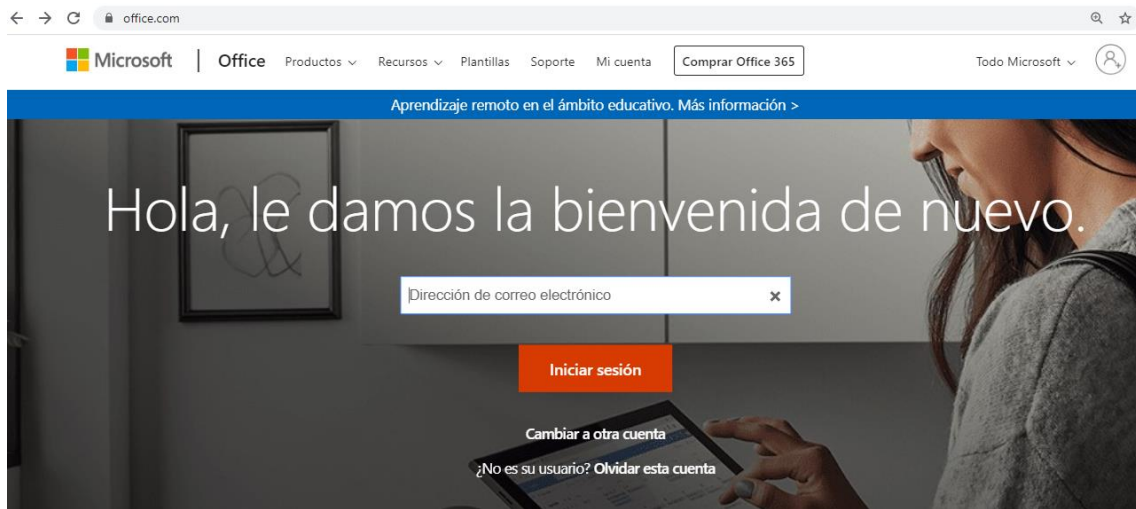 office.com
Microsoft | Office Productos Recursos Plantillas Soporte Mi cuenta Comprar Office 365 Todo Microsoft
Aprendizaje remoto en el ámbito educativo. Más información >
Hola, le damos la bienvenida de nuevo.
Dirección de correo electrónico
Iniciar sesión
Cambiar a otra cuenta
¿No es su usuario? Olvidar esta cuenta